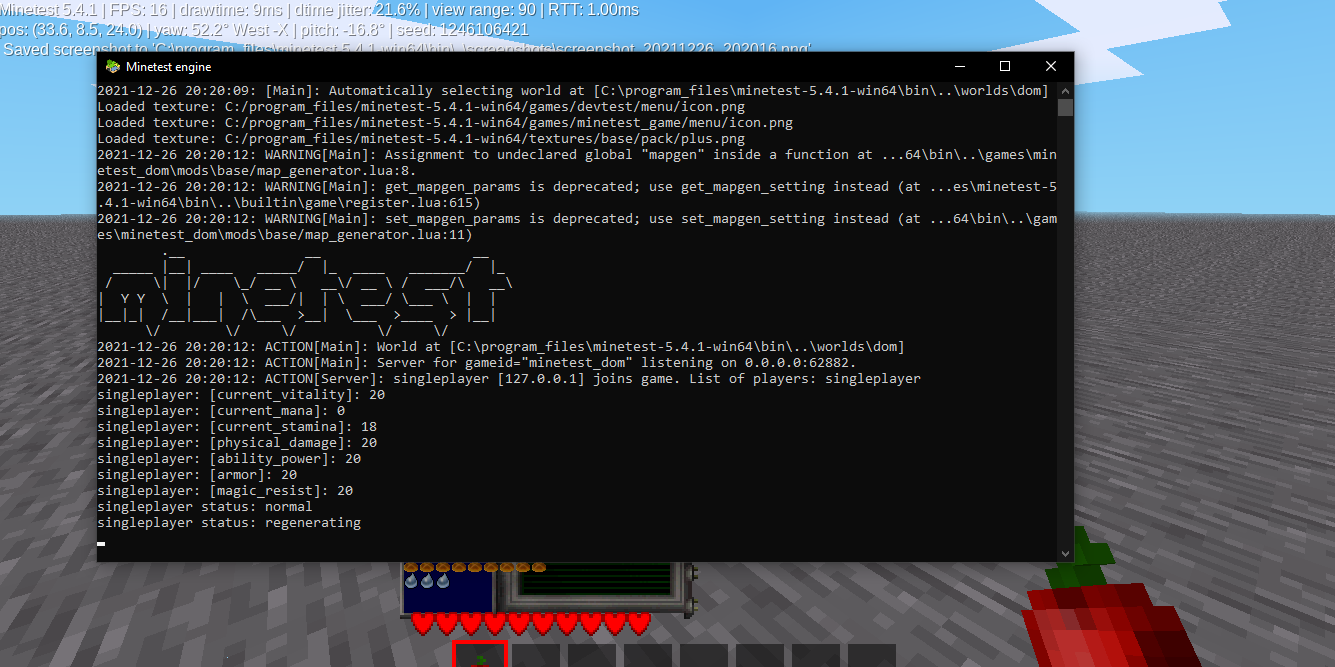 Minetest 5.4.1 | FPS: 16 | drawtime: 9ms | dtime jitter: 21.6% | view range: 90 | RTT: 1.00ms
pos: (33.6, 8.5, 24.0) | yaw: 52.2° West -X | pitch: -16.8° | seed: 1246106421
Saved screenshot to 'C:\program_files\minetest-5.4.1-win64\bin\..\screenshots\screenshot_20211226_202016.png'
Minetest engine
2021-12-26 20:20:09: [Main]: Automatically selecting world at [C:\program_files\minetest-5.4.1-win64\bin\..\worlds\dom]
Loaded texture: C:/program_files/minetest-5.4.1-win64/games/devtest/menu/icon.png
Loaded texture: C:/program_files/minetest-5.4.1-win64/games/minetest_game/menu/icon.png
Loaded texture: C:/program_files/minetest-5.4.1-win64/textures/base/pack/plus.png
2021-12-26 20:20:12: WARNING[Main]: Assignment to undeclared global "mapgen" inside a function at ...64\bin\..\games\min
etest_dom\mods\base/map_generator.lua:8.
2021-12-26 20:20:12: WARNING[Main]: get_mapgen_params is deprecated; use get_mapgen_setting instead (at ...es\minetest-5
.4.1-win64\bin\..\builtin\game\register.lua:615)
2021-12-26 20:20:12: WARNING[Main]: set_mapgen_params is deprecated; use set_mapgen_setting instead (at ...64\bin\..\gam
es\minetest_dom\mods\base/map_generator.lua:11)
minetest
2021-12-26 20:20:12: ACTION[Main]: World at [C:\program_files\minetest-5.4.1-win64\bin\..\worlds\dom]
2021-12-26 20:20:12: ACTION[Main]: Server for gameid="minetest_dom" listening on 0.0.0.0:62882.
2021-12-26 20:20:12: ACTION[Server]: singleplayer [127.0.0.1] joins game. List of players: singleplayer
singleplayer: [current_vitality]: 20
singleplayer: [current_mana]: 0
singleplayer: [current_stamina]: 18
singleplayer: [physical_damage]: 20
singleplayer: [ability_power]: 20
singleplayer: [armor]: 20
singleplayer: [magic_resist]: 20
singleplayer status: normal
singleplayer status: regenerating